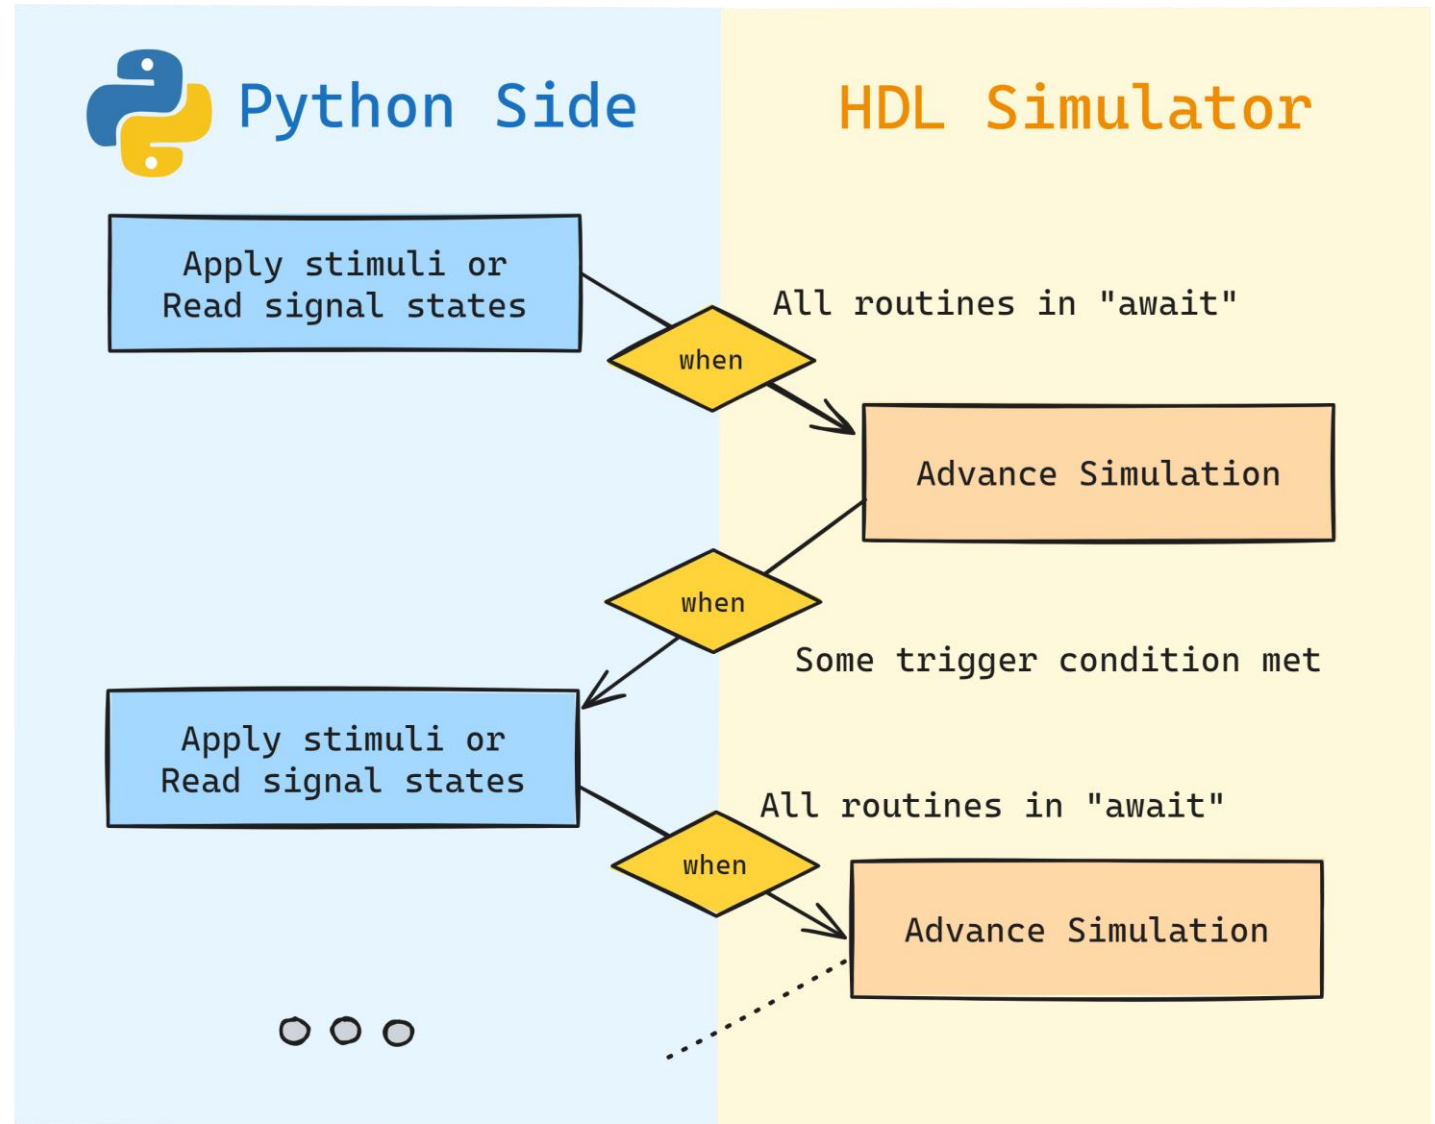 Python Side
HDL Simulator
Apply stimuli or
Read signal states
All routines in "await"
when
Advance Simulation
when
Some trigger condition met
Apply stimuli or
Read signal states
All routines in "await"
when
Advance Simulation